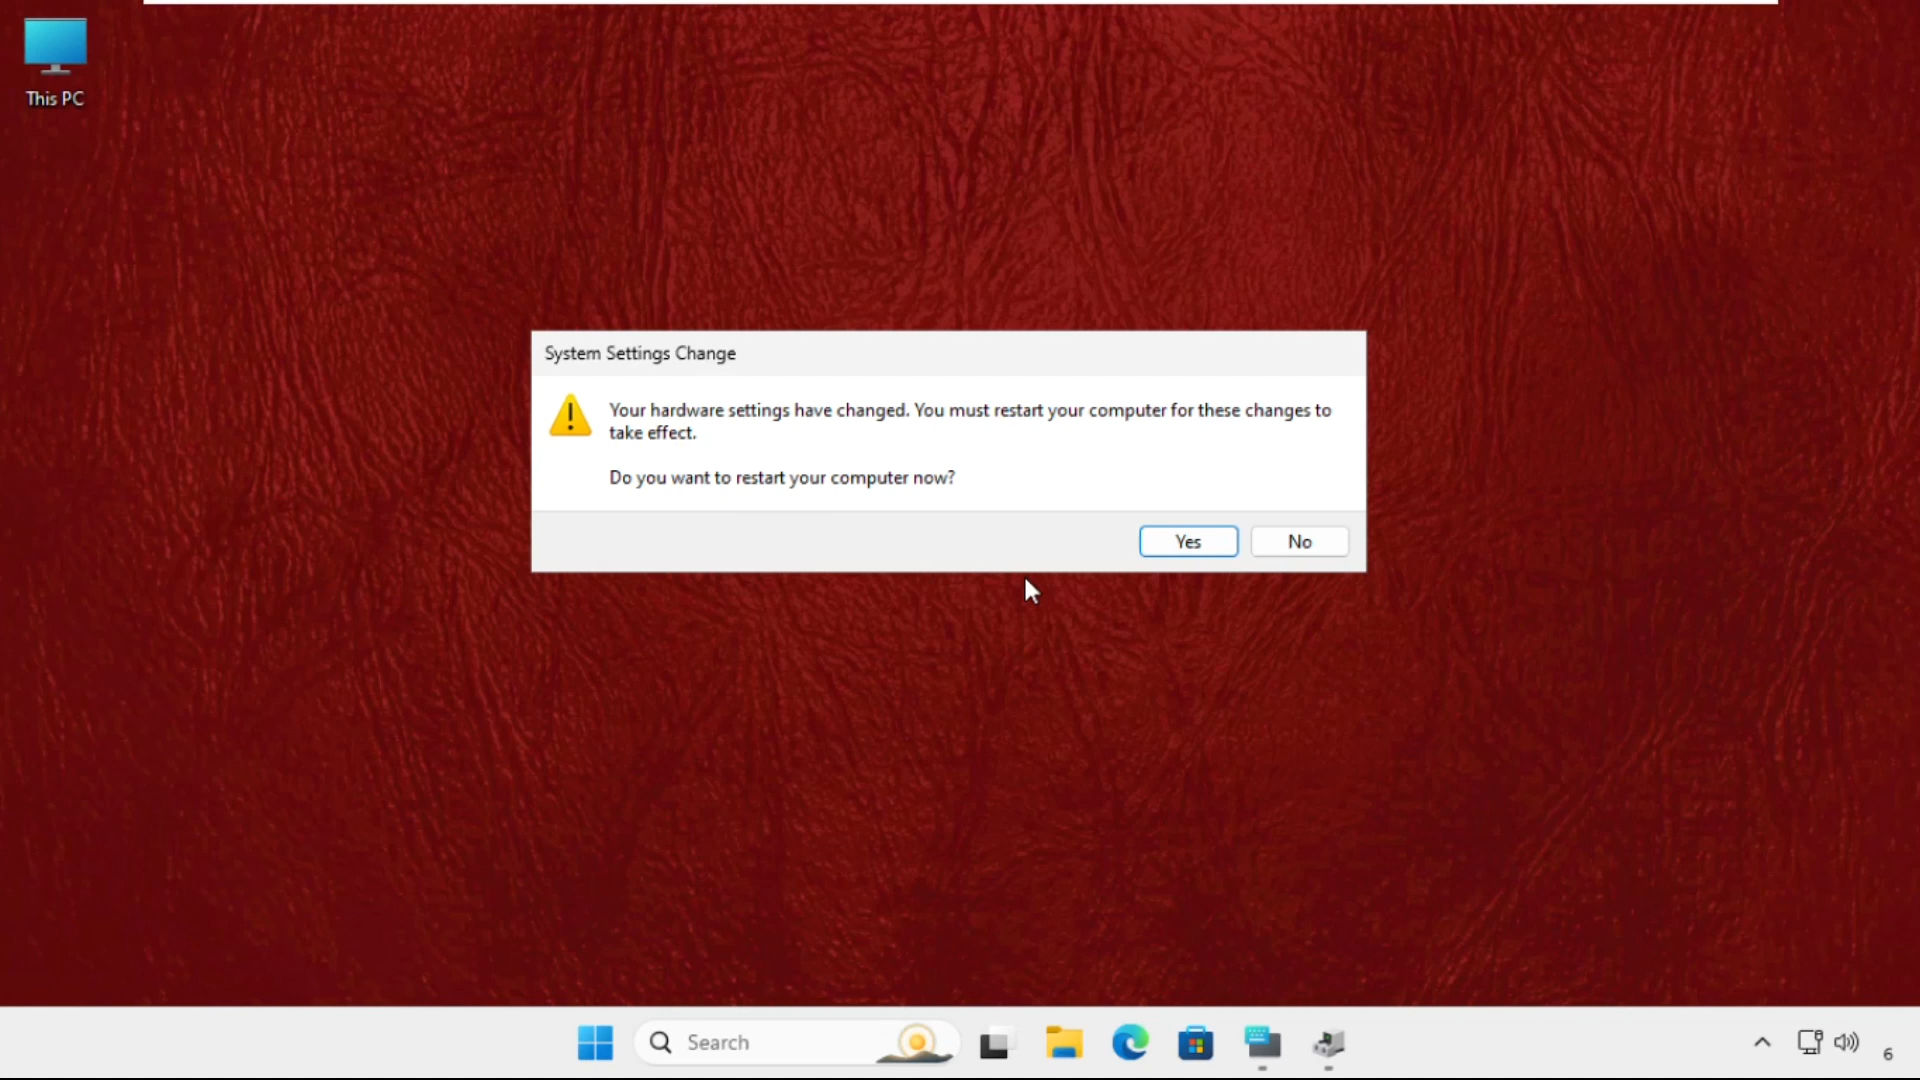 This PC
System Settings Change
Your hardware settings have changed. You must restart your computer for these changes to
take effect.
Do you want to restart your computer now?
Yes
No
Search
6